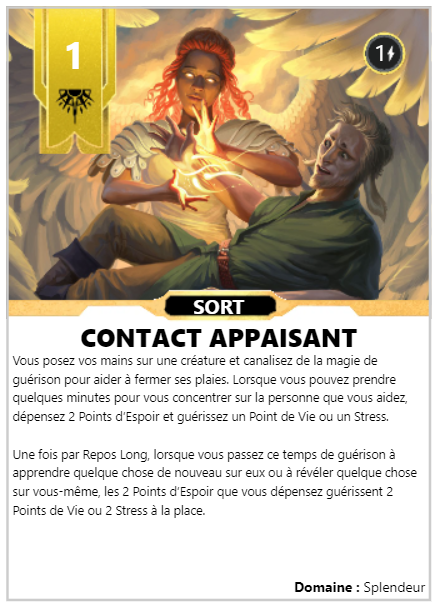 1
1
SORT
CONTACT APPAISANT
Vous posez vos mains sur une créature et canalisez de la magie de
guérison pour aider à fermer ses plaies. Lorsque vous pouvez prendre
quelques minutes pour vous concentrer sur la personne que vous aidez,
dépensez 2 Points d'Espoir et guérissez un Point de Vie ou un Stress.
Une fois par Repos Long, lorsque vous passez ce temps de guérison à
apprendre quelque chose de nouveau sur eux ou à révéler quelque chose
sur vous-même, les 2 Points d'Espoir que vous dépensez guérissent 2
Points de Vie ou 2 Stress à la place.
Domaine : Splendeur